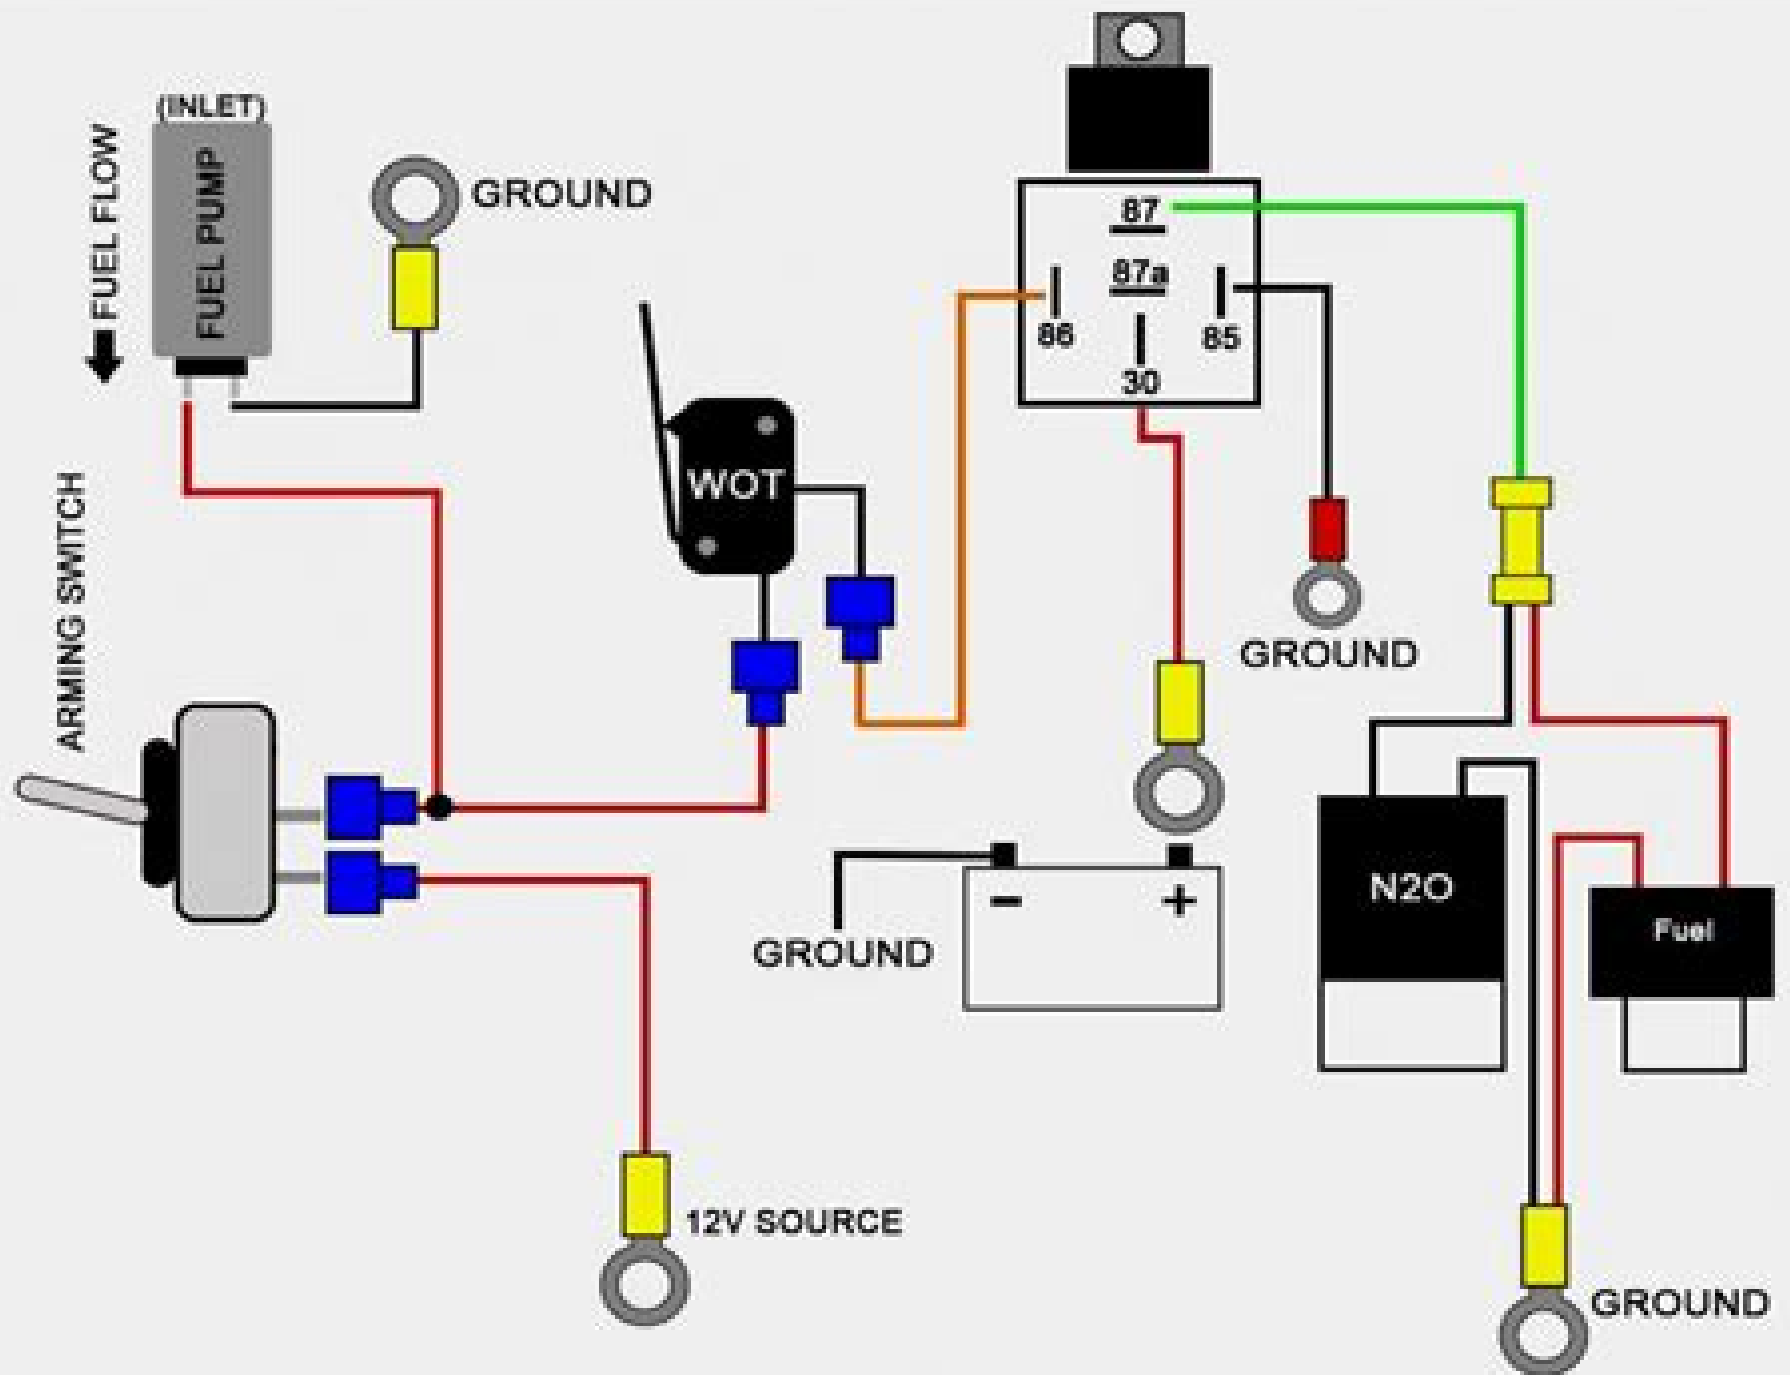 (INLET)
FUEL FLOW
FUEL PUMP
GROUND
87
87a
86
85
30
WOT
ARMING SWITCH
GROUND
N2O
Fuel
−
+
GROUND
12V SOURCE
GROUND